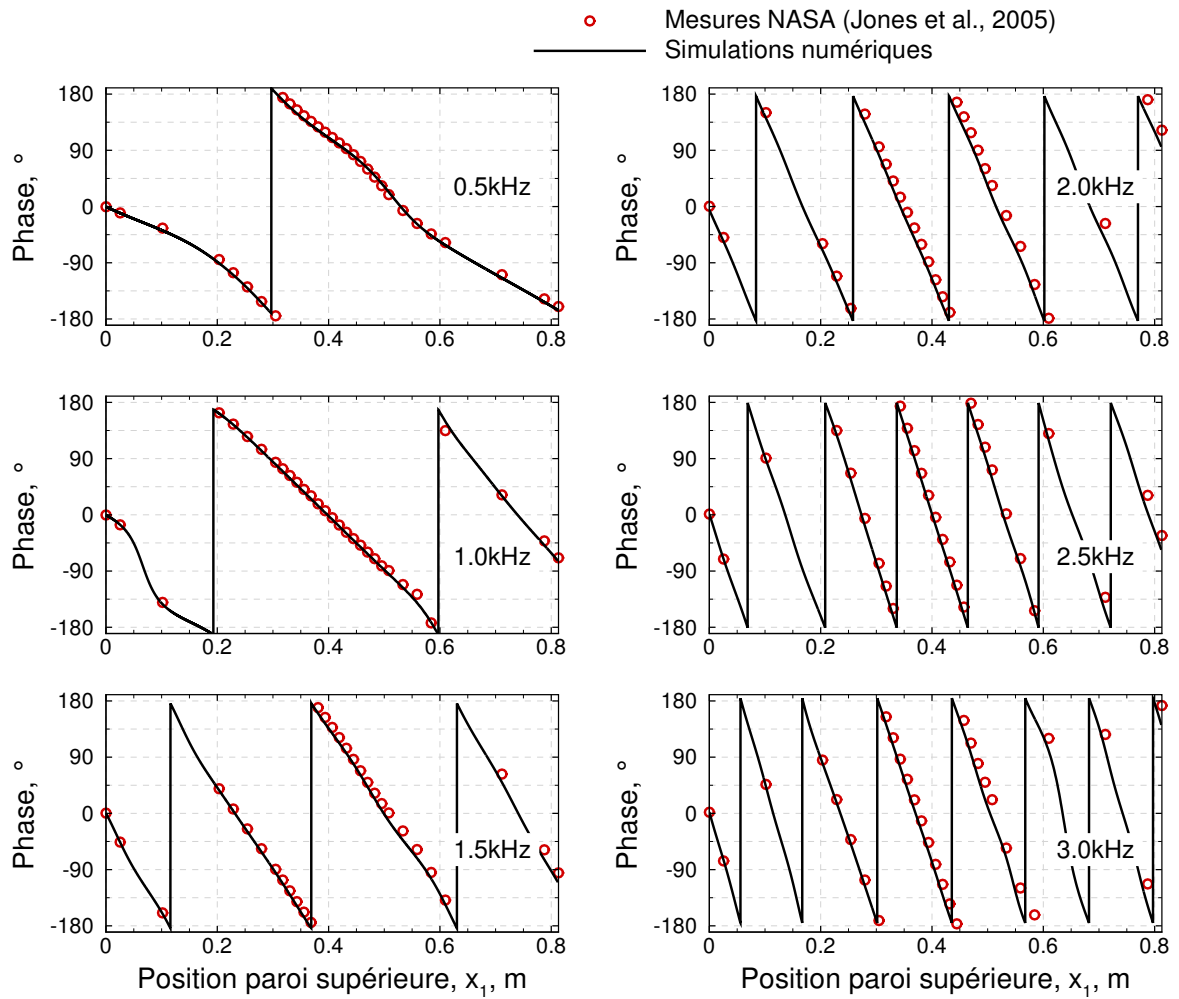 Mesures NASA (Jones et al., 2005)
Simulations numériques
Phase, °
180
90
0
-90
-180
0.5kHz
0 0.2 0.4 0.6 0.8
Phase, °
180
90
0
-90
-180
2.0kHz
0 0.2 0.4 0.6 0.8
Phase, °
180
90
0
-90
-180
1.0kHz
0 0.2 0.4 0.6 0.8
Phase, °
180
90
0
-90
-180
2.5kHz
0 0.2 0.4 0.6 0.8
Phase, °
180
90
0
-90
-180
1.5kHz
0 0.2 0.4 0.6 0.8
Position paroi supérieure, x₁, m
Phase, °
180
90
0
-90
-180
3.0kHz
0 0.2 0.4 0.6 0.8
Position paroi supérieure, x₁, m